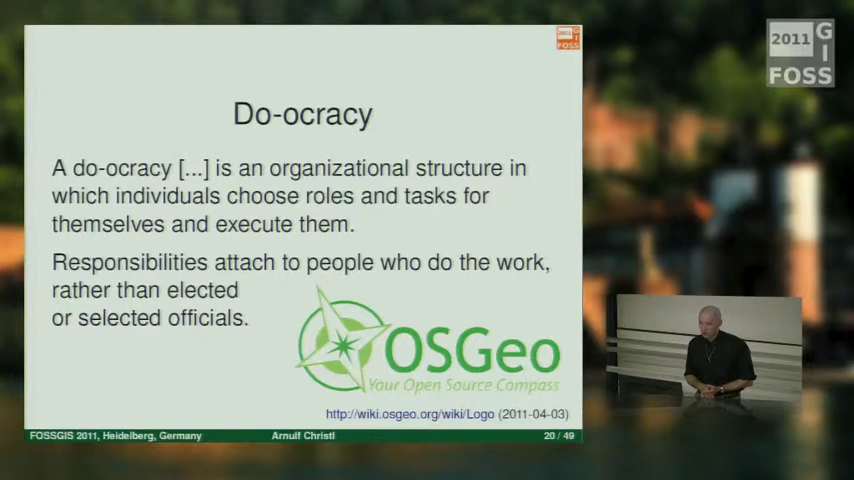 2011
G
I
FOSS
2011
G
I
FOSS
Do-ocracy
A do-ocracy [...] is an organizational structure in
which individuals choose roles and tasks for
themselves and execute them.
Responsibilities attach to people who do the work,
rather than elected
or selected officials.
OSGeo
Your Open Source Compass
http://wiki.osgeo.org/wiki/Logo (2011-04-03)
FOSSGIS 2011, Heidelberg, Germany Arnulf Christl 20 / 49